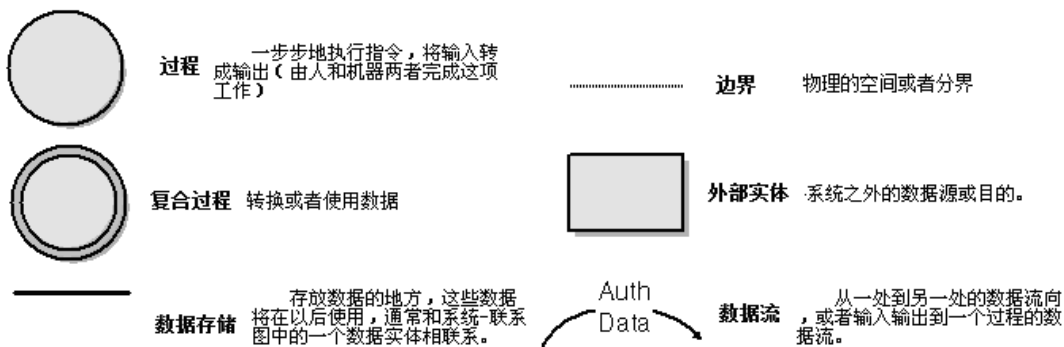 过程
一步步地执行指令，将输入转
成输出（由人和机器两者完成这项
工作）
边界
物理的空间或者分界
复合过程
转换或者使用数据
外部实体
系统之外的数据源或目的。
数据存储
存放数据的地方，这些数据
将在以后使用，通常和系统-联系
图中的一个数据实体相联系。
Auth
Data
数据流
从一处到另一处的数据流向
，或者输入输出到一个过程的数
据流。